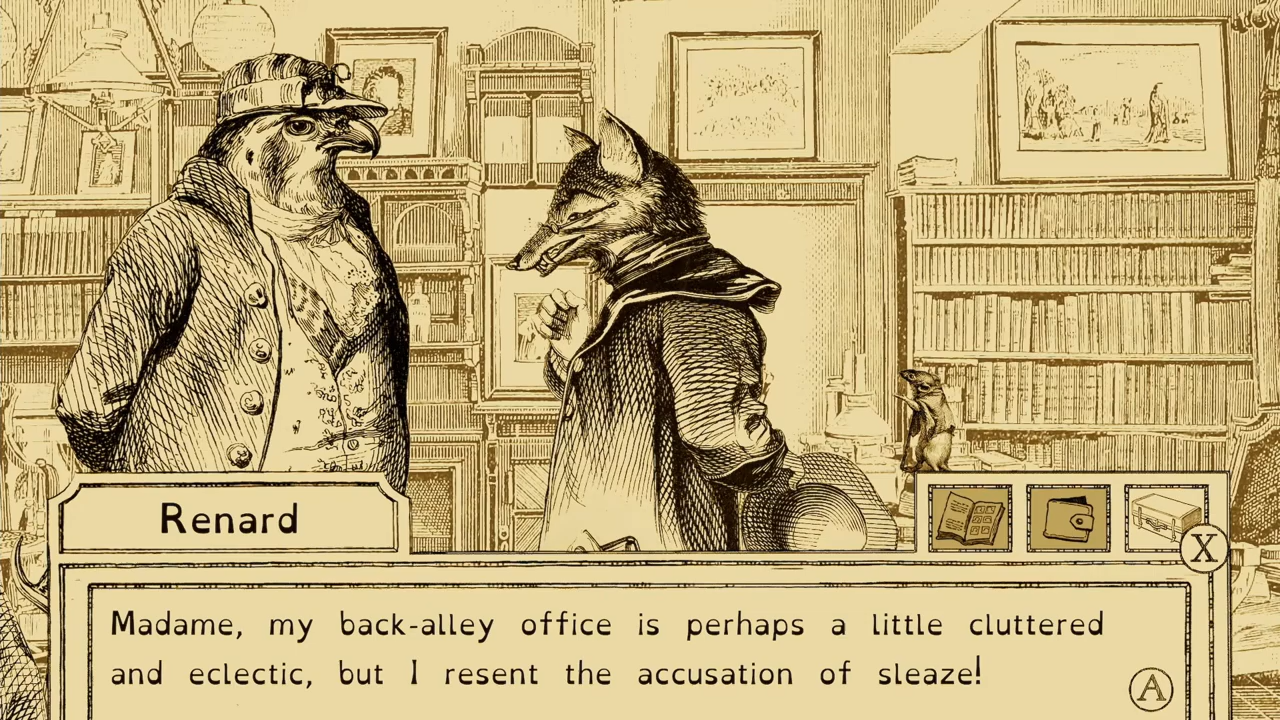 Renard
X
Madame, my back-alley office is perhaps a little cluttered
and eclectic, but I resent the accusation of sleaze!
A